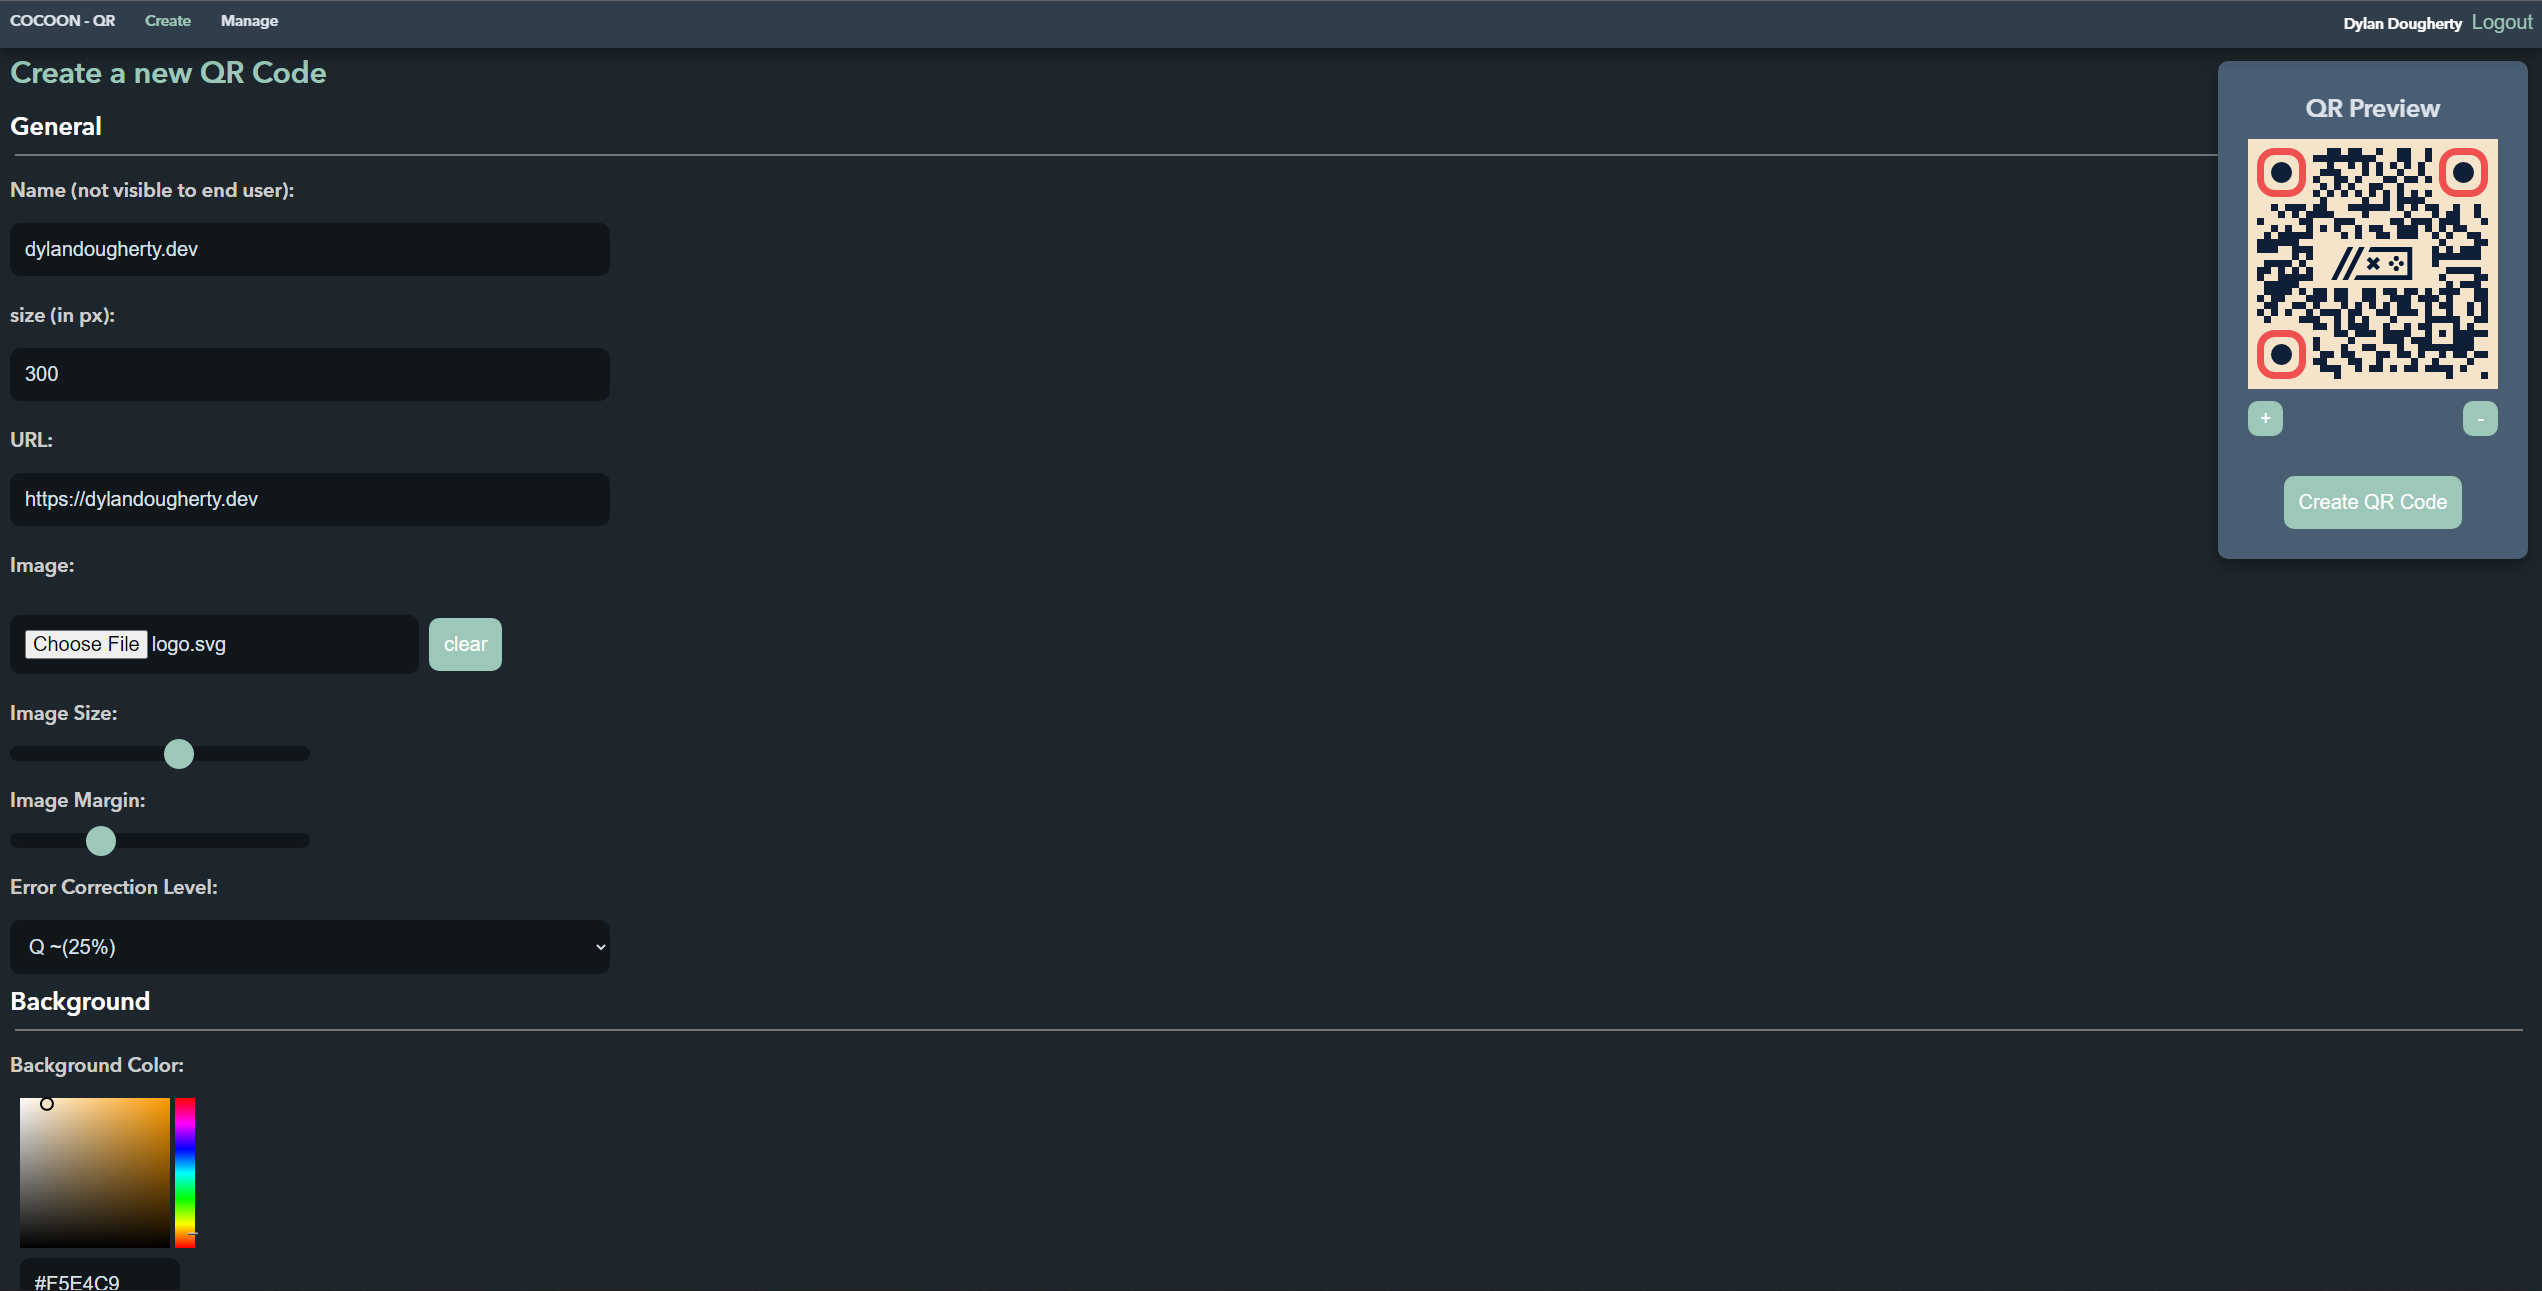 COCOON - QR Create Manage Dylan Dougherty Logout
Create a new QR Code
General
Name (not visible to end user):
dylandougherty.dev
size (in px):
300
URL:
https://dylandougherty.dev
Image:
Choose File logo.svg clear
Image Size:
Image Margin:
Error Correction Level:
Q ~(25%)
Background
Background Color:
#F5E4C9
QR Preview
+ -
Create QR Code